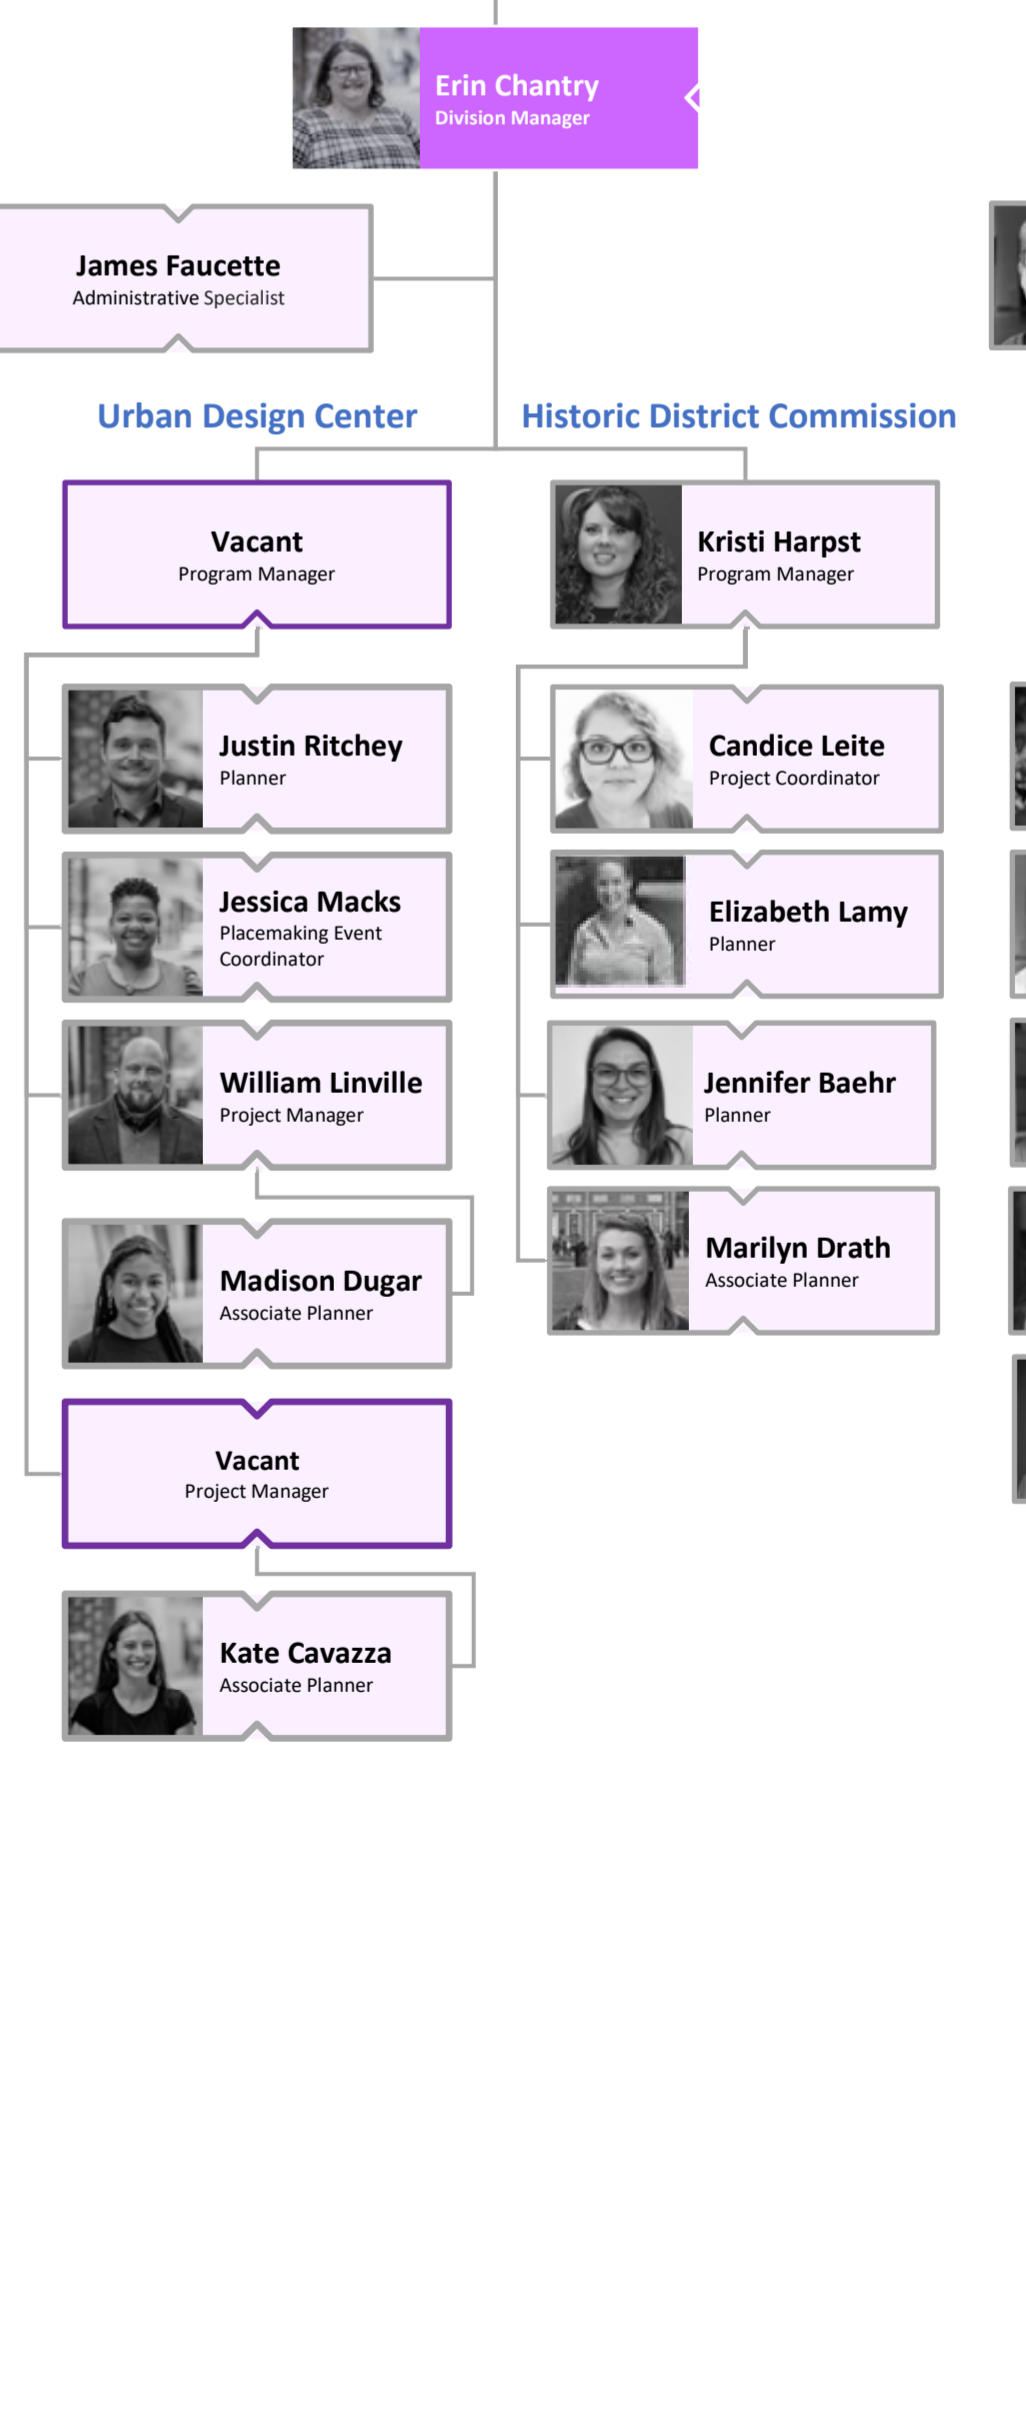 Erin Chantry
Division Manager
James Faucette
Administrative Specialist
Urban Design Center
Vacant
Program Manager
Justin Ritchey
Planner
Jessica Macks
Placemaking Event
Coordinator
William Linville
Project Manager
Madison Dugar
Associate Planner
Vacant
Project Manager
Kate Cavazza
Associate Planner
Historic District Commission
Kristi Harpst
Program Manager
Candice Leite
Project Coordinator
Elizabeth Lamy
Planner
Jennifer Baehr
Planner
Marilyn Drath
Associate Planner